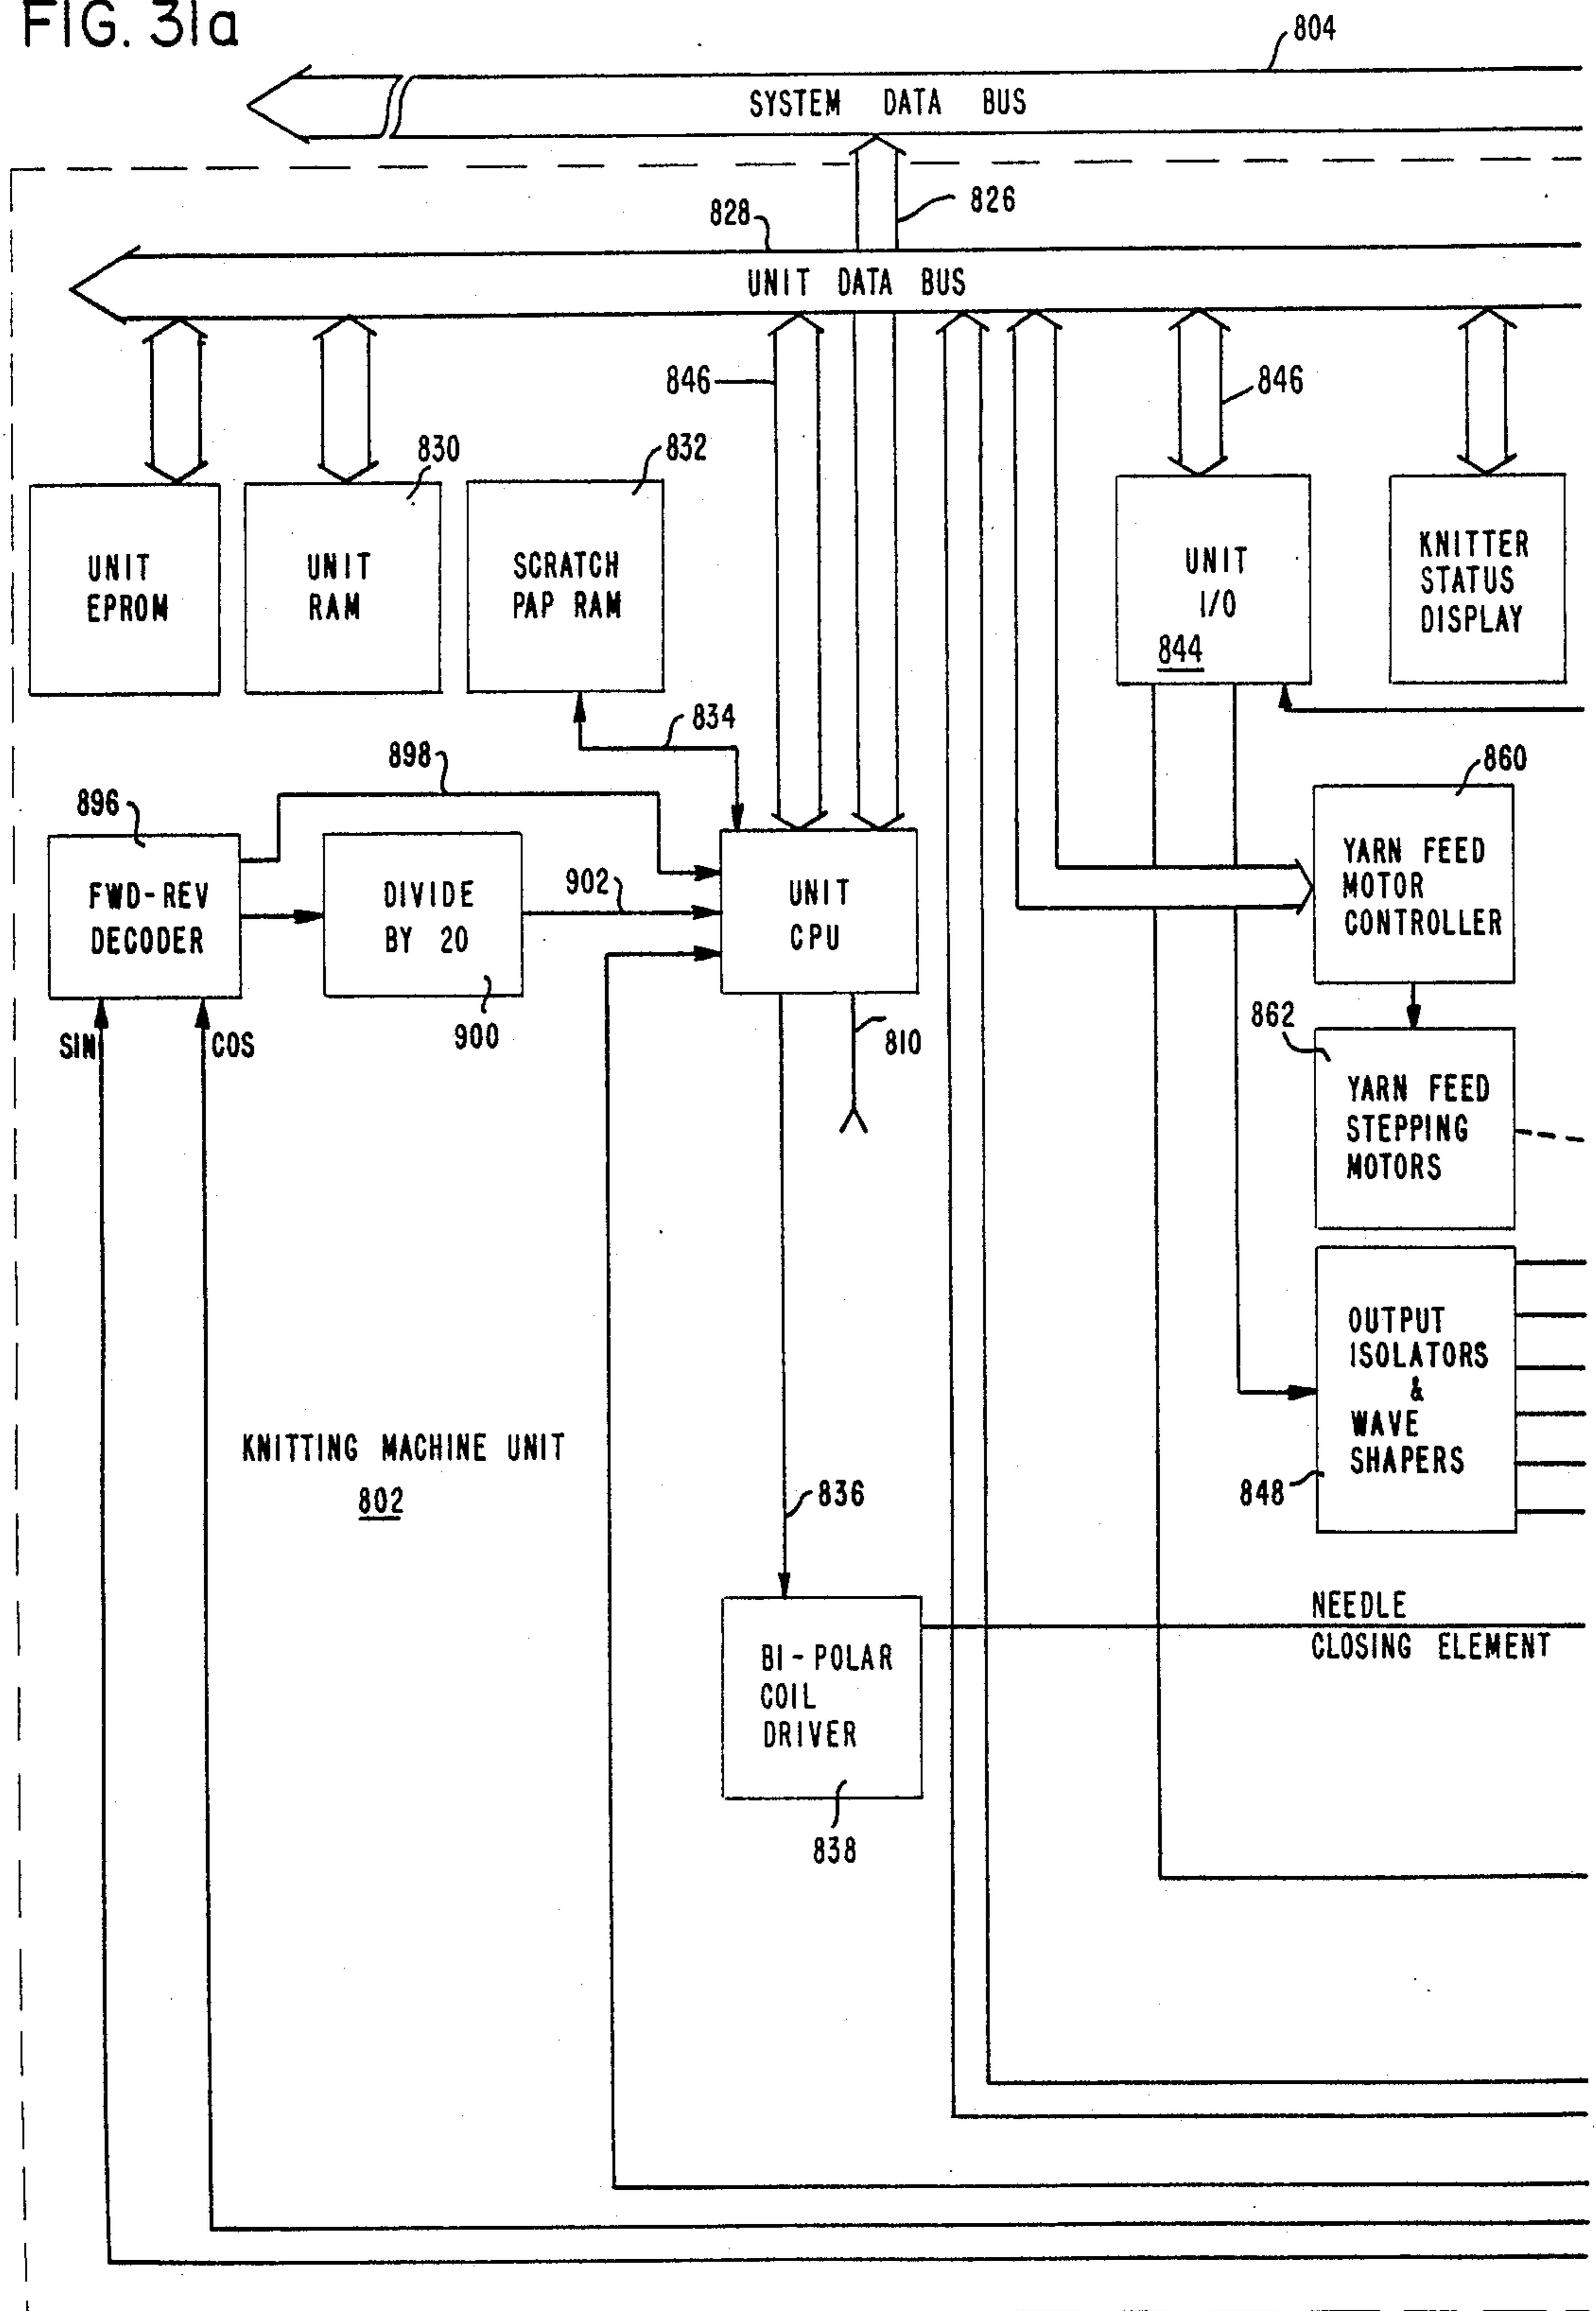 FIG. 31a
804
SYSTEM DATA BUS
826
828
UNIT DATA BUS
846
846
830
832
UNIT
EPROM
UNIT
RAM
SCRATCH
PAP RAM
UNIT
I/O
844
KNITTER
STATUS
DISPLAY
834
898
896
860
FWD-REV
DECODER
DIVIDE
BY 20
902
UNIT
CPU
YARN FEED
MOTOR
CONTROLLER
900
SIN
COS
810
862
YARN FEED
STEPPING
MOTORS
OUTPUT
ISOLATORS
&
WAVE
SHAPERS
848
KNITTING MACHINE UNIT
802
836
NEEDLE
CLOSING ELEMENT
BI-POLAR
COIL
DRIVER
838